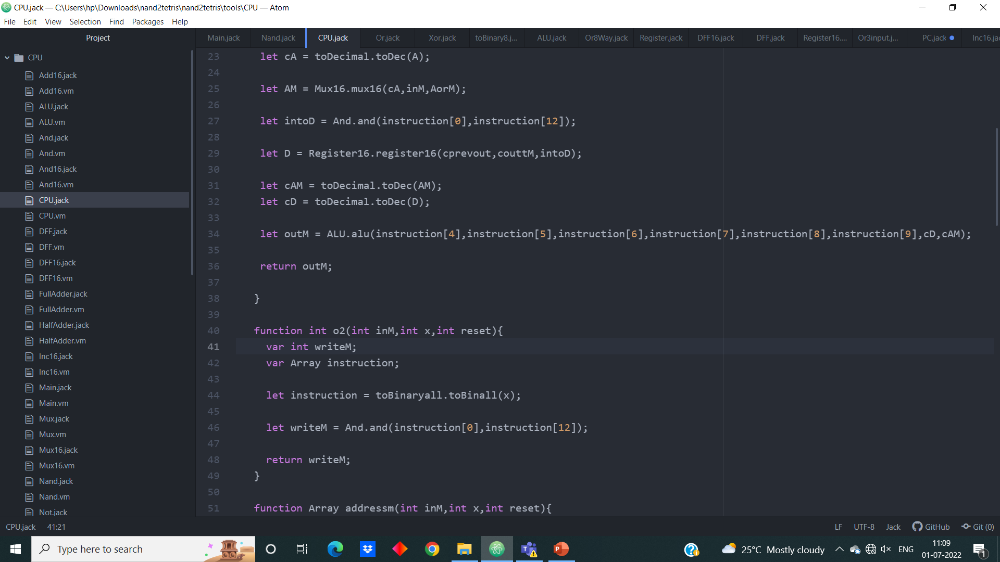 CPU.jack — C:\Users\hp\Downloads\nand2tetris\nand2tetris\tools\CPU — Atom
File Edit View Selection Find Packages Help
Project
Main.jack Nand.jack CPU.jack Or.jack Xor.jack toBinary8.j... ALU.jack Or8Way.jack Register.jack DFF16.jack DFF.jack Register16.... Or3input.j... PC.jack Inc16.jac
CPU
Add16.jack
Add16.vm
ALU.jack
ALU.vm
And.jack
And.vm
And16.jack
And16.vm
CPU.jack
CPU.vm
DFF.jack
DFF.vm
DFF16.jack
DFF16.vm
FullAdder.jack
FullAdder.vm
HalfAdder.jack
HalfAdder.vm
Inc16.jack
Inc16.vm
Main.jack
Main.vm
Mux.jack
Mux.vm
Mux16.jack
Mux16.vm
Nand.jack
Nand.vm
Not.jack
23 let cA = toDecimal.toDec(A);
24
25 let AM = Mux16.mux16(cA,inM,AorM);
26
27 let intoD = And.and(instruction[0],instruction[12]);
28
29 let D = Register16.register16(cprevout,couttM,intoD);
30
31 let cAM = toDecimal.toDec(AM);
32 let cD = toDecimal.toDec(D);
33
34 let outM = ALU.alu(instruction[4],instruction[5],instruction[6],instruction[7],instruction[8],instruction[9],cD,cAM);
35
36 return outM;
37
38 }
39
40 function int o2(int inM,int x,int reset){
41 var int writeM;
42 var Array instruction;
43
44 let instruction = toBinaryall.toBinall(x);
45
46 let writeM = And.and(instruction[0],instruction[12]);
47
48 return writeM;
49 }
50
51 function Array addressm(int inM,int x,int reset){
CPU.jack 41:21 LF UTF-8 Jack GitHub Git (0)
Type here to search
25°C Mostly cloudy
ENG
11:09
01-07-2022
1